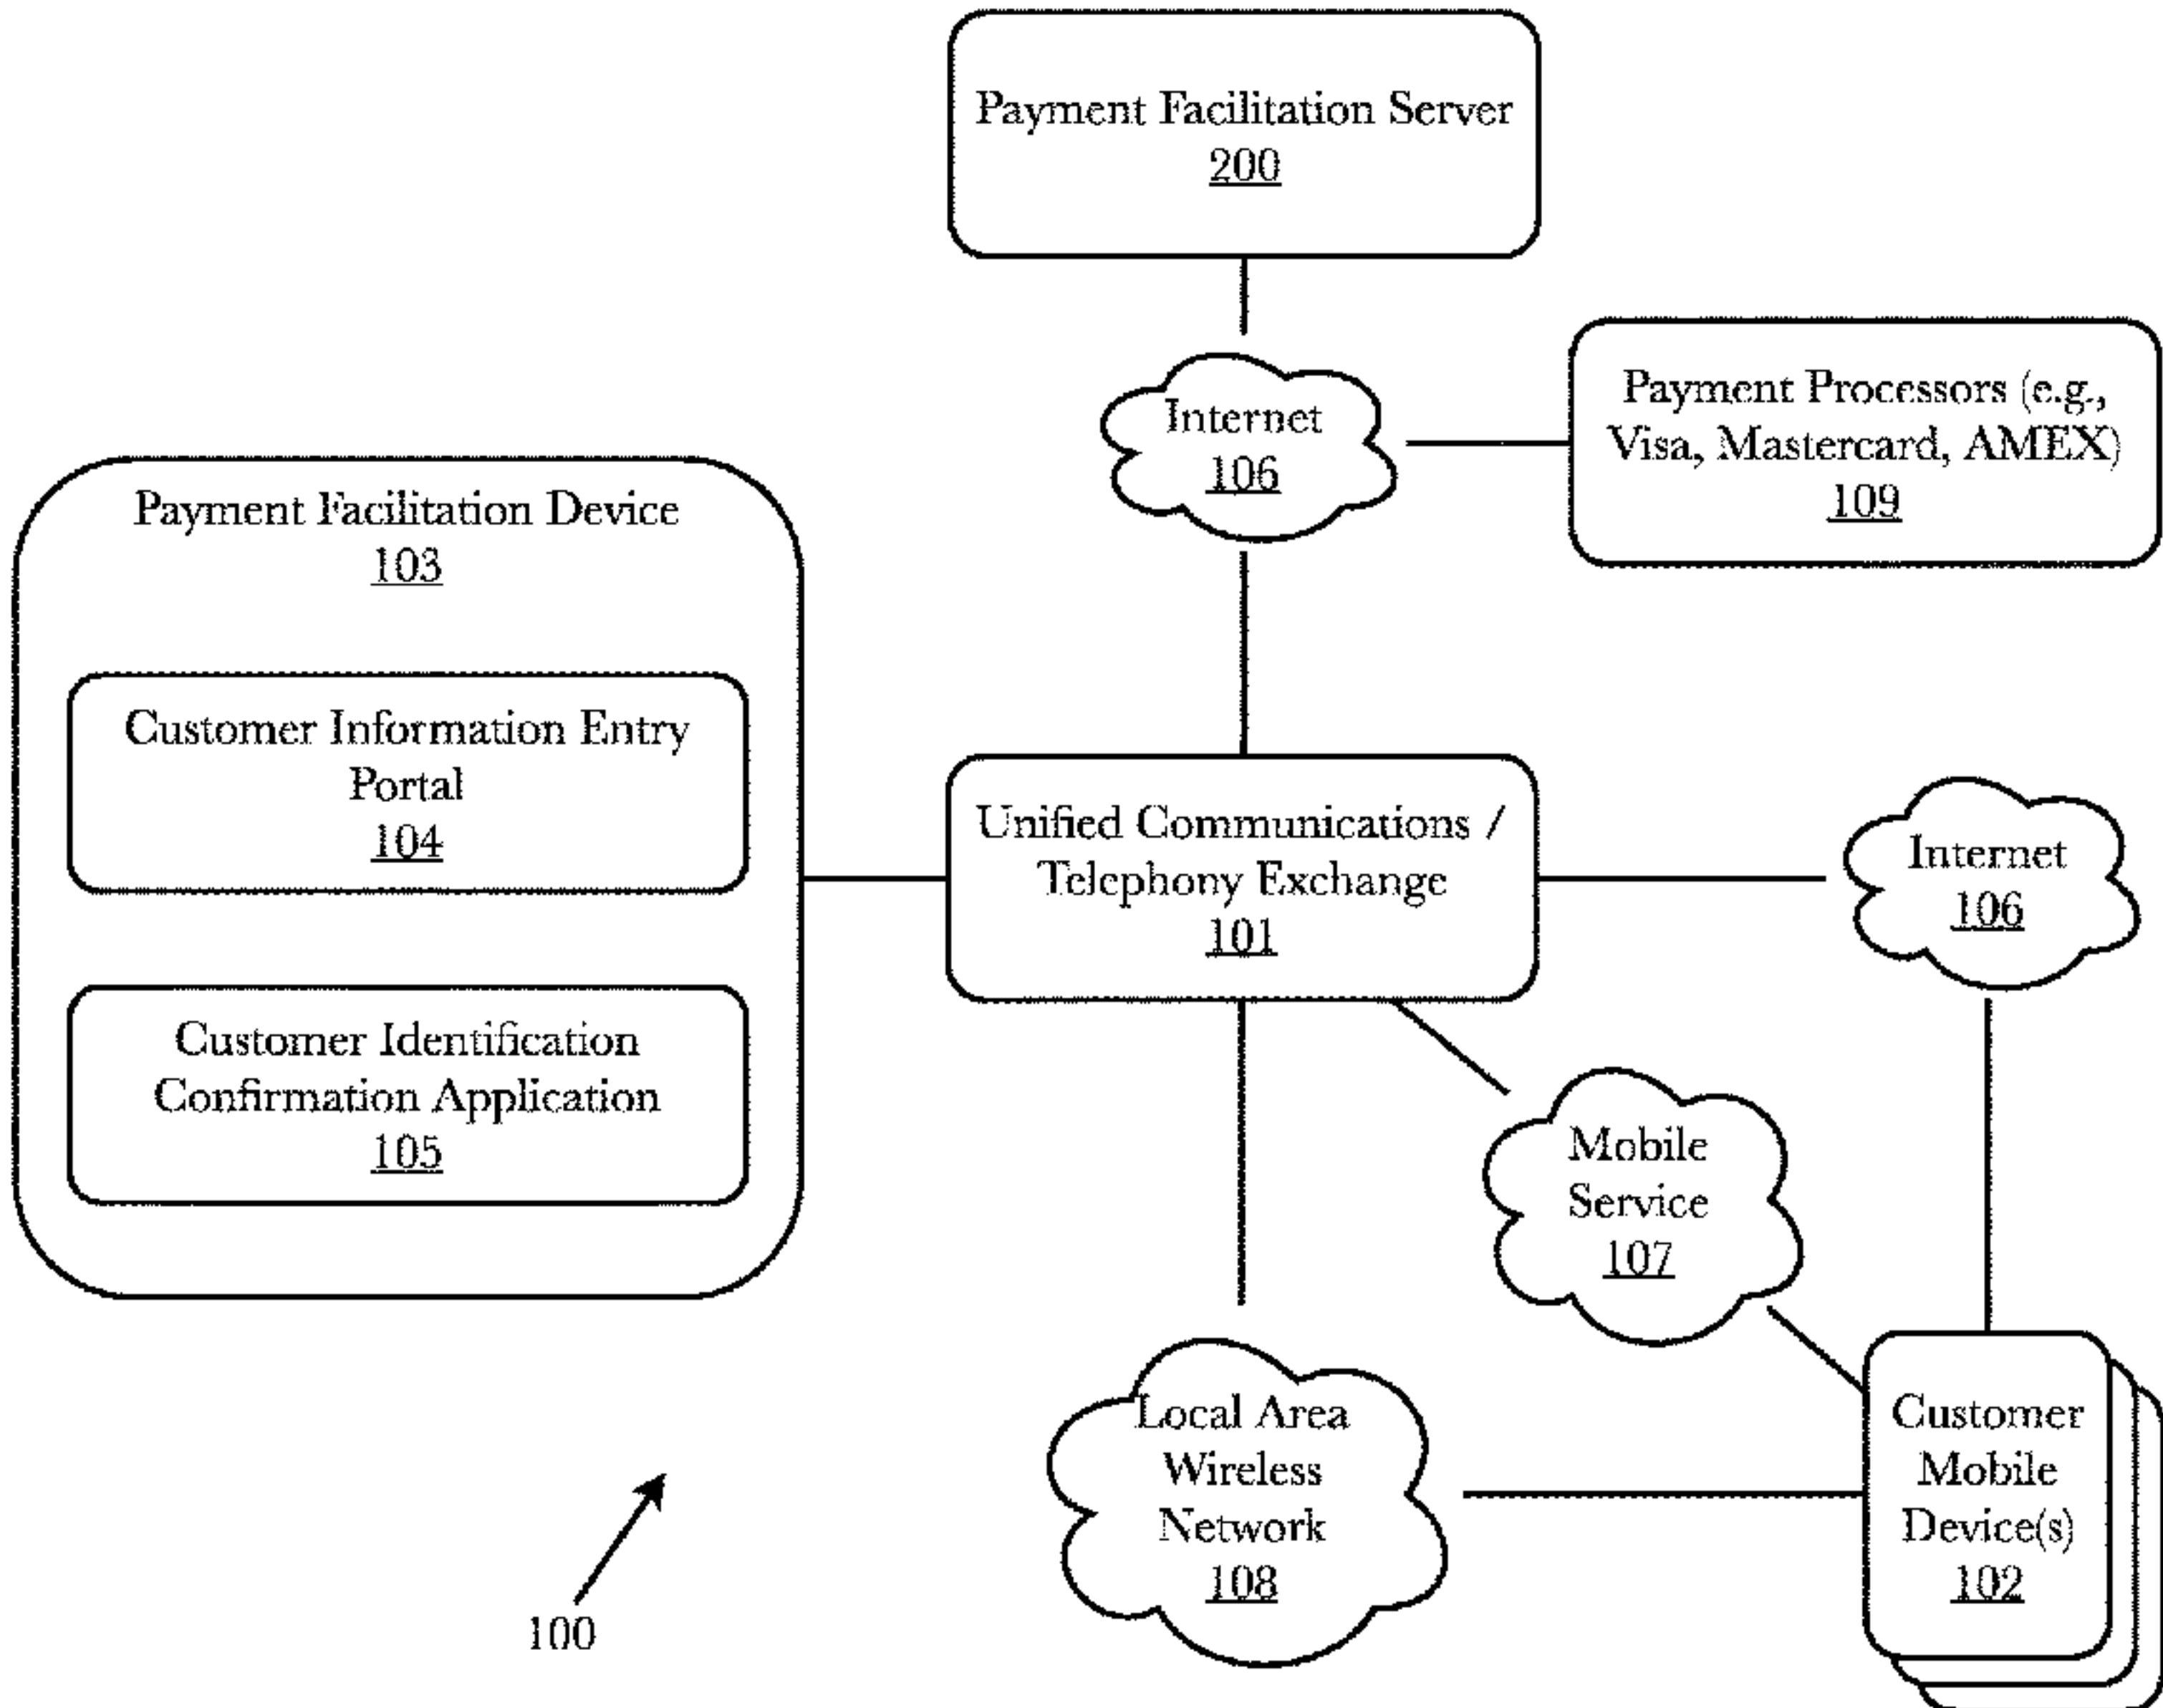 Payment Facilitation Server
200
Internet
106
Payment Processors (e.g.,
Visa, Mastercard, AMEX)
109
Payment Facilitation Device
103
Customer Information Entry
Portal
104
Customer Identification
Confirmation Application
105
Unified Communications /
Telephony Exchange
101
Internet
106
Mobile
Service
107
Local Area
Wireless
Network
108
Customer
Mobile
Device(s)
102
100